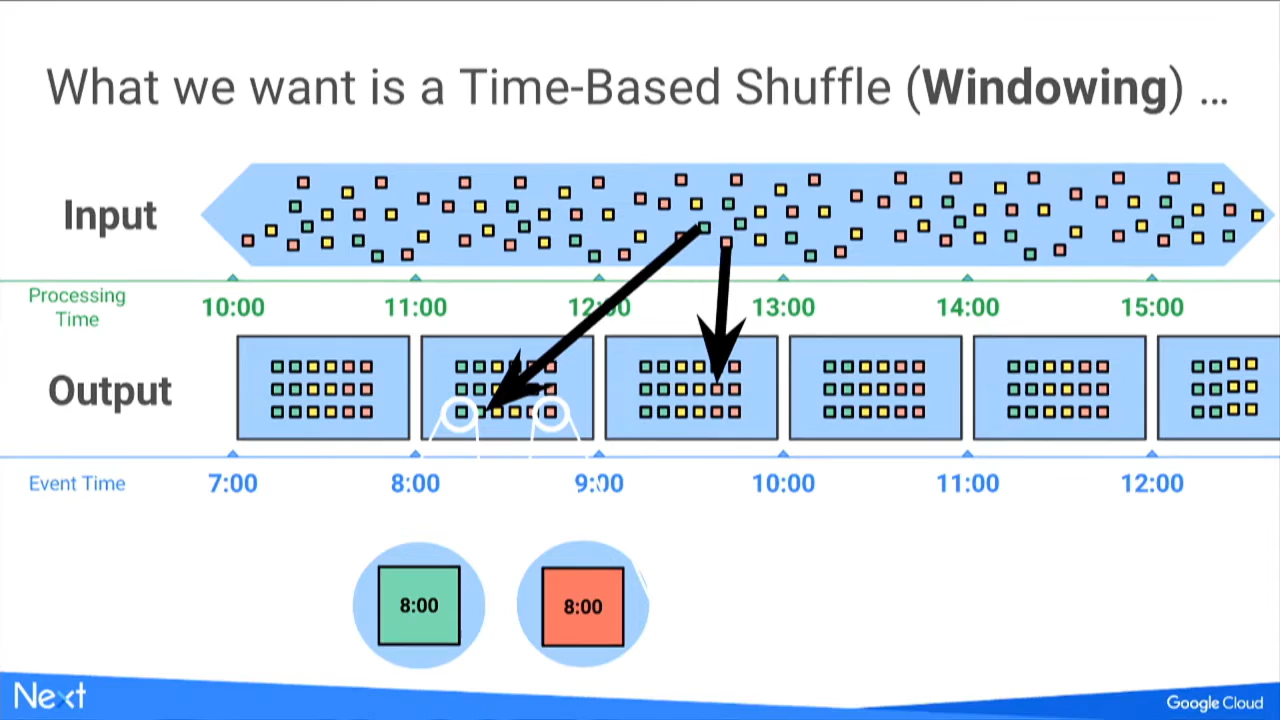 What we want is a Time-Based Shuffle (Windowing) ...
Input
Processing
Time
10:00 11:00 12:00 13:00 14:00 15:00
Output
Event Time 7:00 8:00 9:00 10:00 11:00 12:00
8:00 8:00
Next
Google Cloud